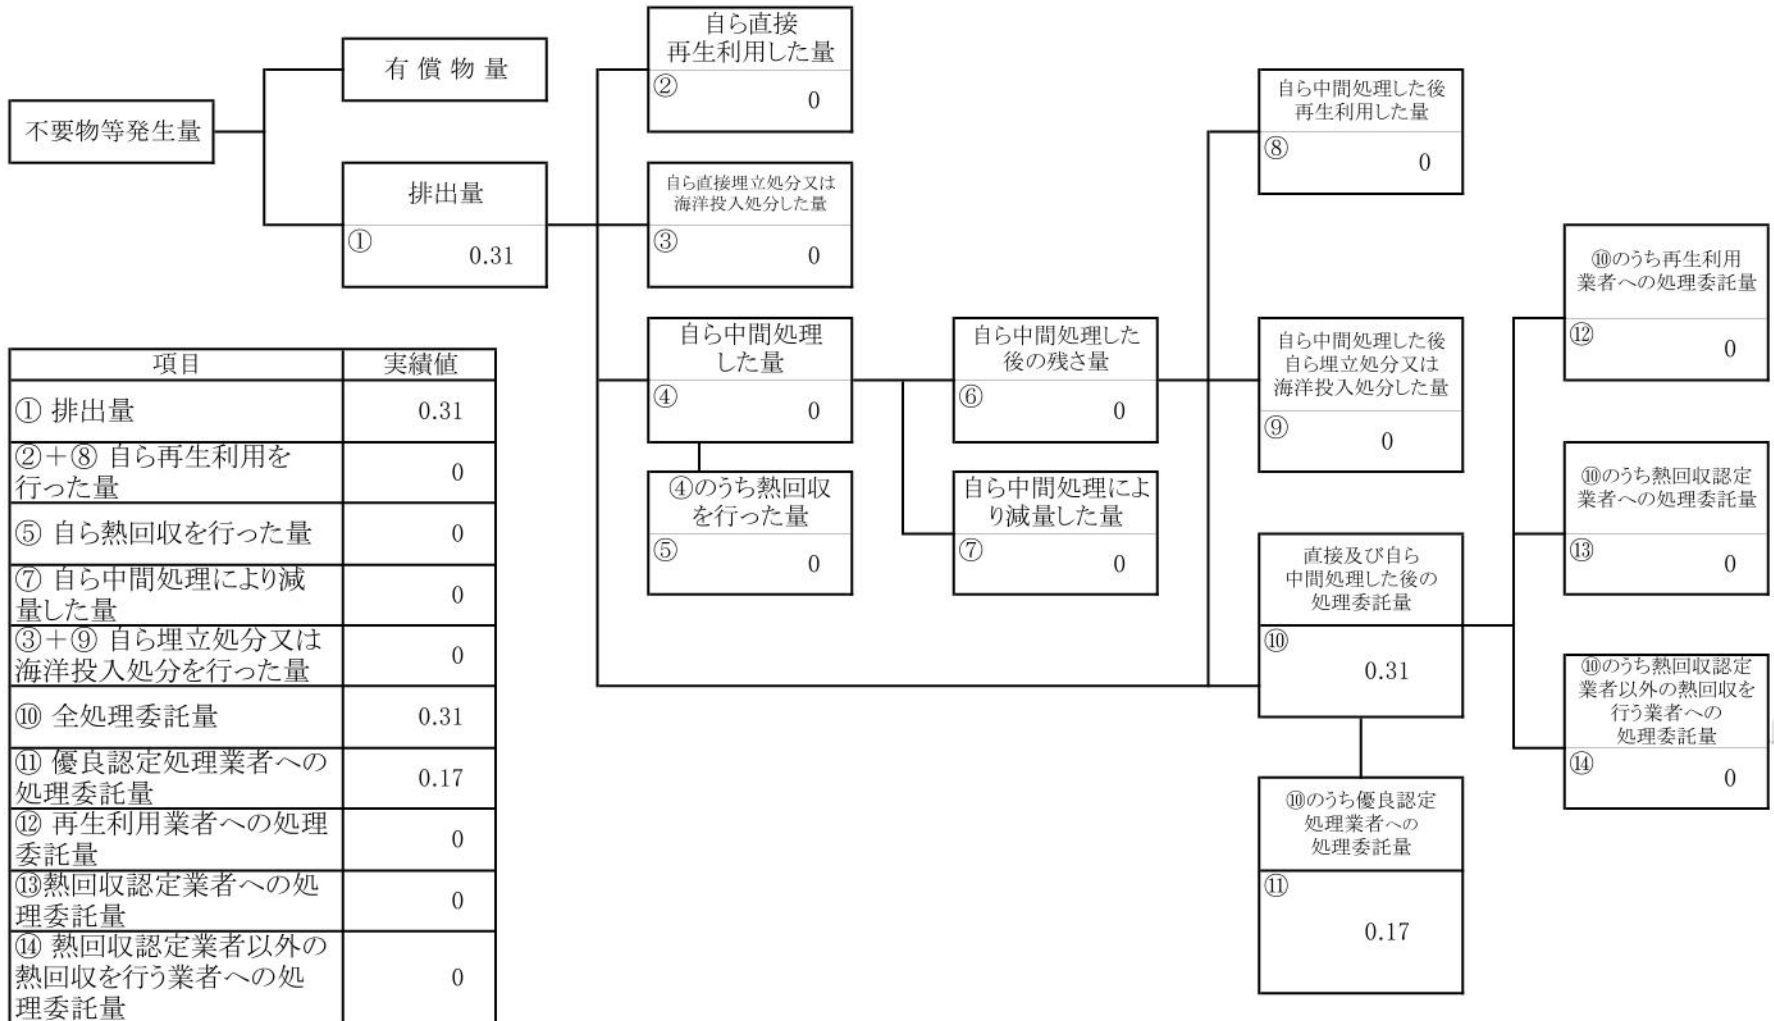 不要物等発生量
有償物量
排出量
①
0.31
自ら直接
再生利用した量
②
0
自ら直接埋立処分又は
海洋投入処分した量
③
0
自ら中間処理
した量
④
0
④のうち熱回収
を行った量
⑤
0
自ら中間処理した
後の残さ量
⑥
0
自ら中間処理によ
り減量した量
⑦
0
自ら中間処理した後
再生利用した量
⑧
0
自ら中間処理した後
自ら埋立処分又は
海洋投入処分した量
⑨
0
直接及び自ら
中間処理した後の
処理委託量
⑩
0.31
⑩のうち優良認定
処理業者への
処理委託量
⑪
0.17
⑩のうち再生利用
業者への処理委託量
⑫
0
⑩のうち熱回収認定
業者への処理委託量
⑬
0
⑩のうち熱回収認定
業者以外の熱回収を
行う業者への
処理委託量
⑭
0
項目 実績値
① 排出量 0.31
②+⑧ 自ら再生利用を
行った量 0
⑤ 自ら熱回収を行った量 0
⑦ 自ら中間処理により減
量した量 0
③+⑨ 自ら埋立処分又は
海洋投入処分を行った量 0
⑩ 全処理委託量 0.31
⑪ 優良認定処理業者への
処理委託量 0.17
⑫ 再生利用業者への処理
委託量 0
⑬熱回収認定業者への処
理委託量 0
⑭ 熱回収認定業者以外の
熱回収を行う業者への処
理委託量 0